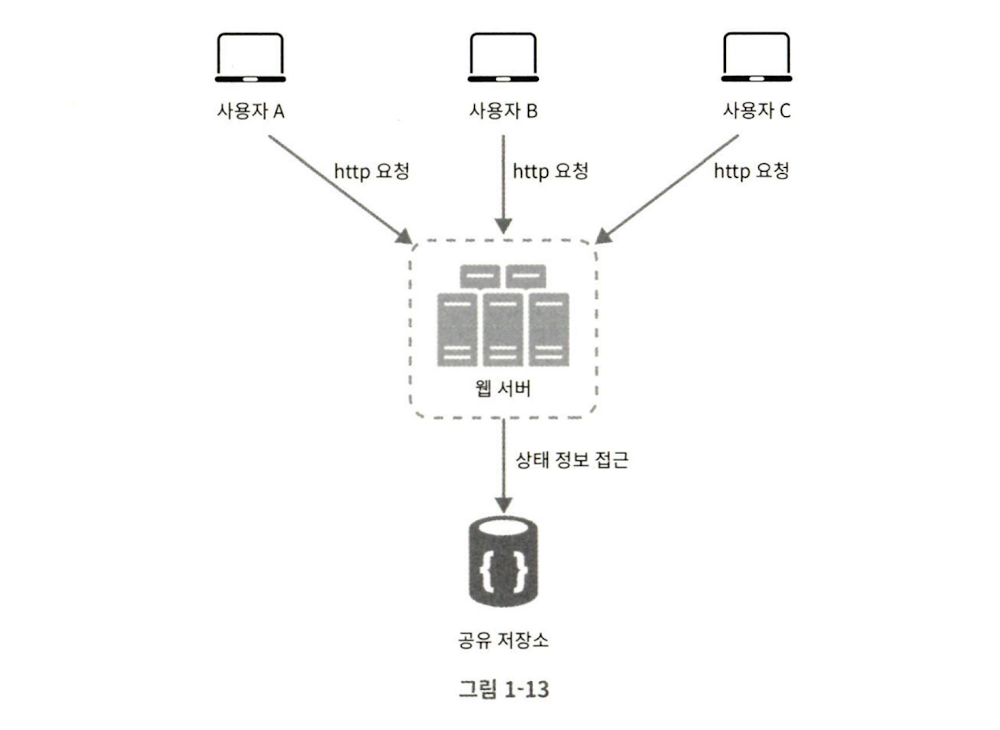 사용자 A
사용자 B
사용자 C
http 요청
http 요청
http 요청
웹 서버
상태 정보 접근
{ }
공유 저장소
그림 1-13